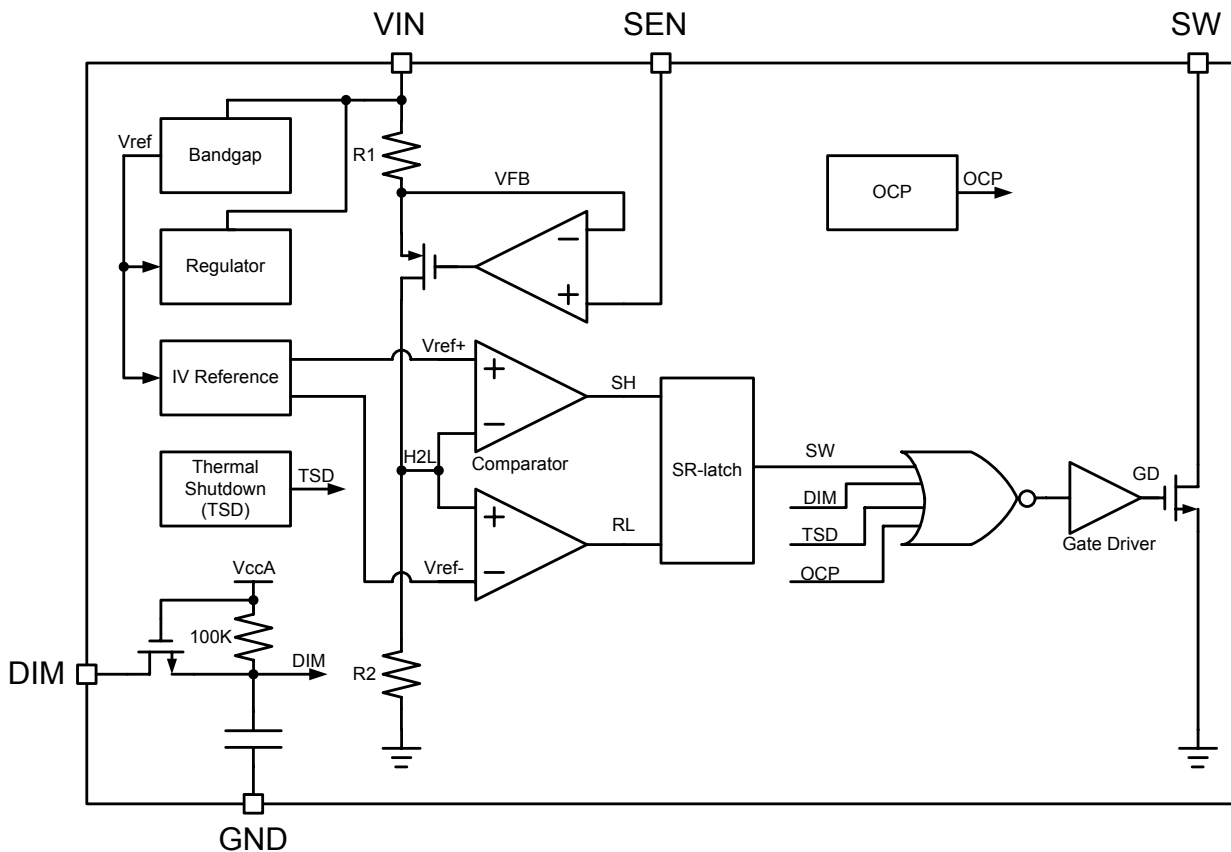 VIN
SEN
SW
Vref
Bandgap
R1
VFB
OCP
OCP
Regulator
−
+
IV Reference
Vref+
+
−
SH
Comparator
H2L
Thermal
Shutdown
(TSD)
TSD
SR-latch
SW
DIM
TSD
OCP
GD
Gate Driver
+
−
RL
Vref-
VccA
100K
DIM
DIM
R2
GND